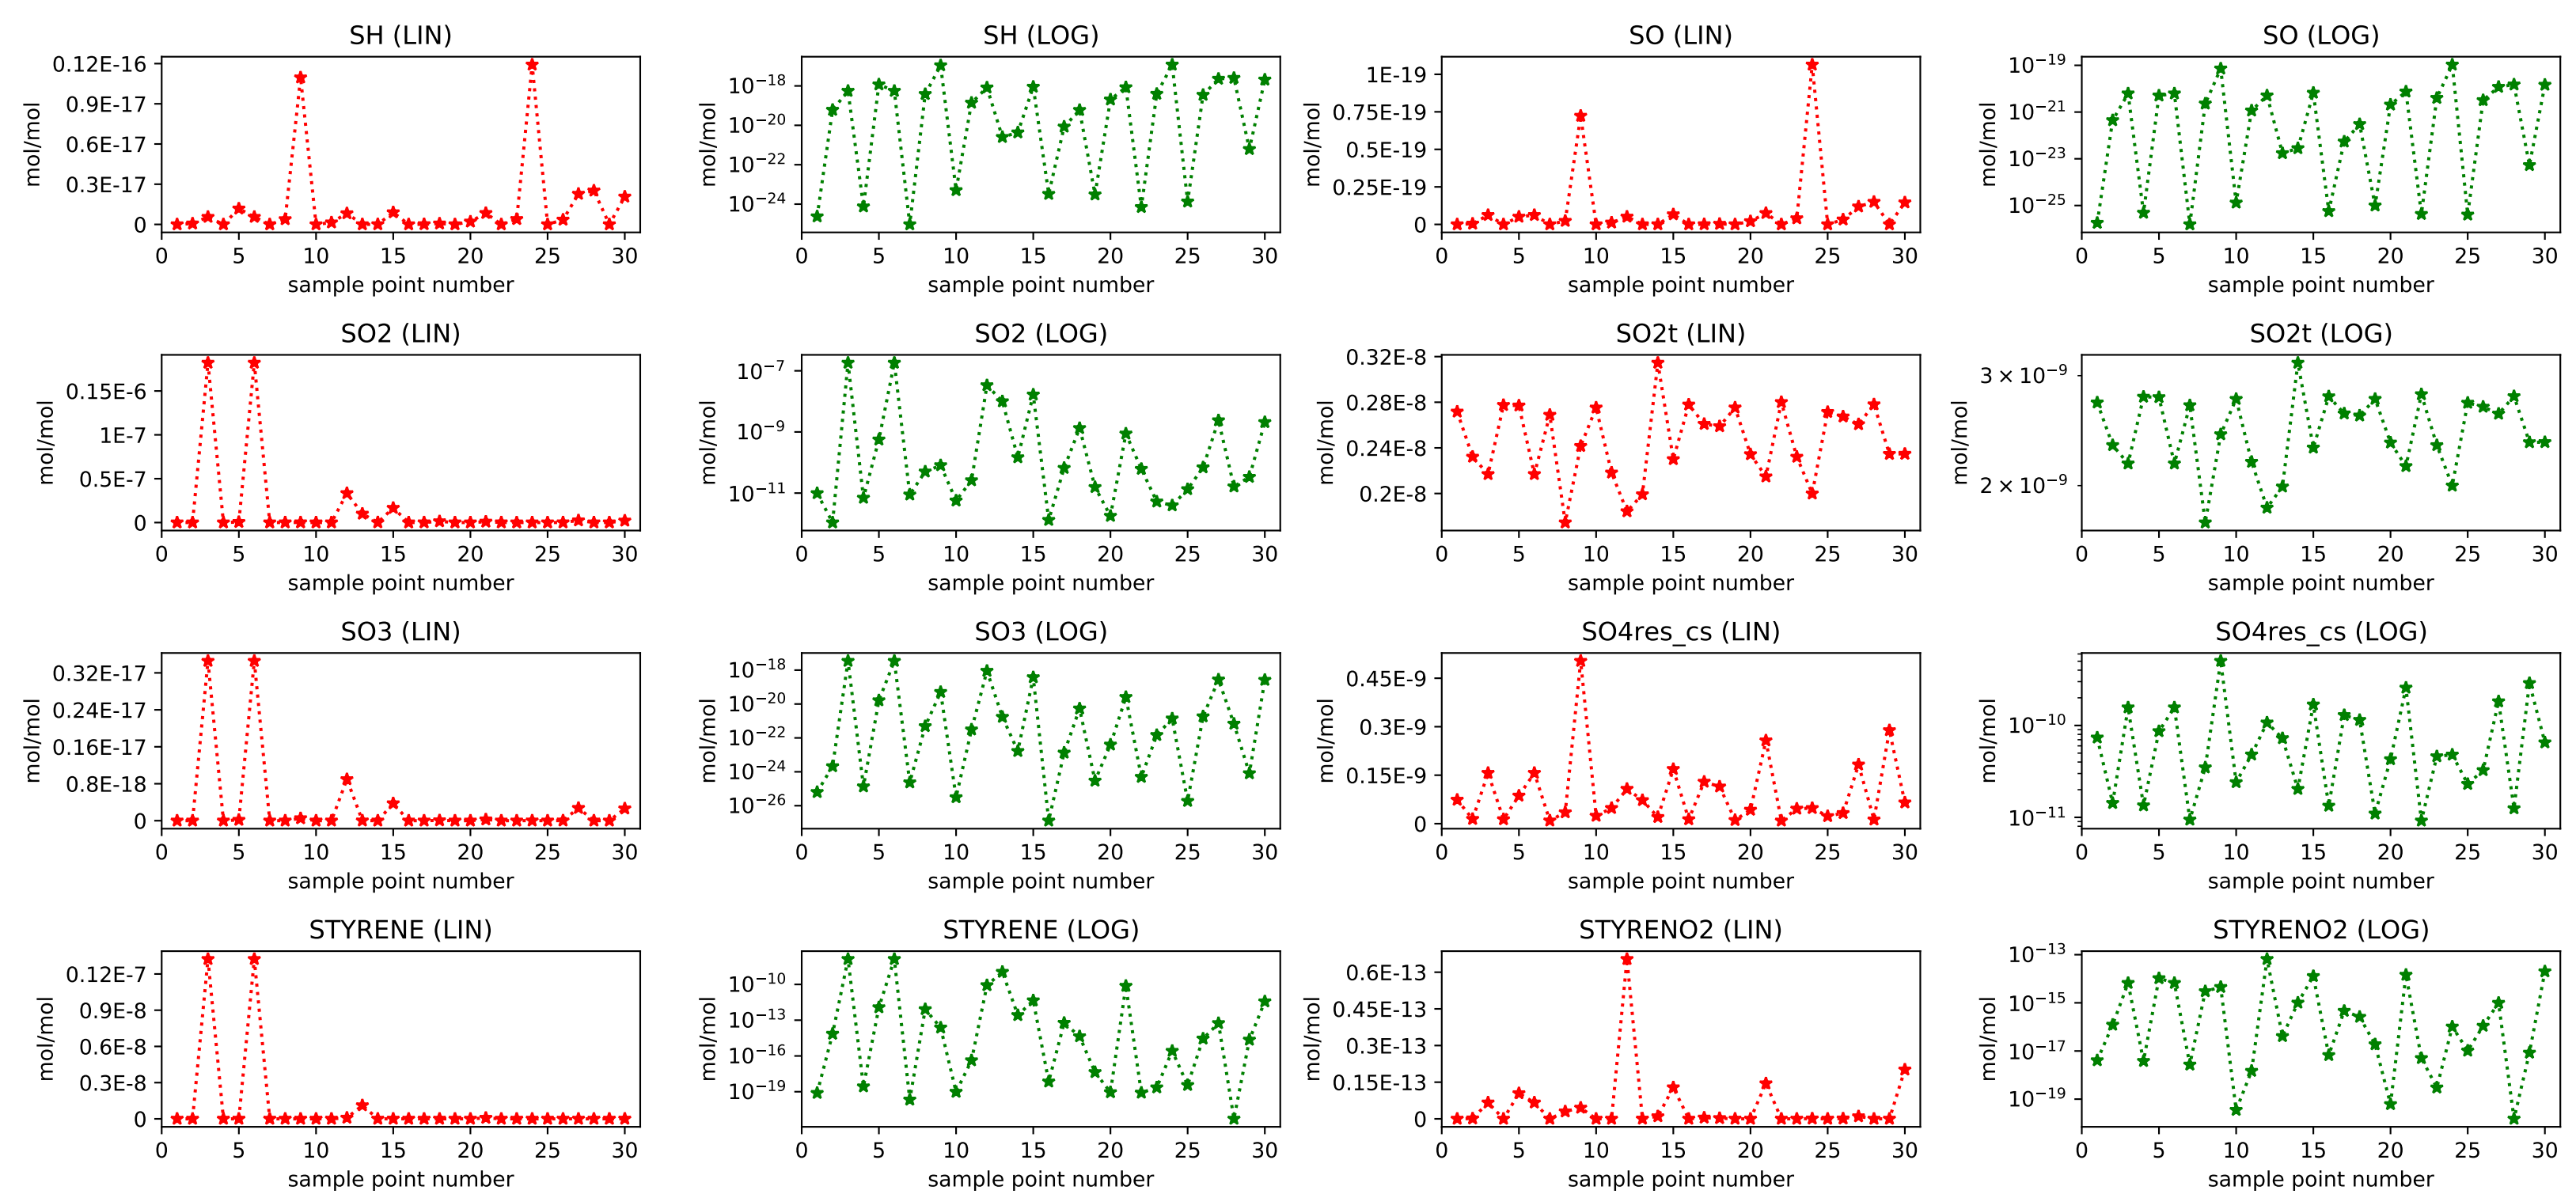 SH (LIN)
0.12E-16
0.9E-17
0.6E-17
0.3E-17
0
mol/mol
0 5 10 15 20 25 30
sample point number
SH (LOG)
10⁻¹⁸
10⁻²⁰
10⁻²²
10⁻²⁴
mol/mol
0 5 10 15 20 25 30
sample point number
SO (LIN)
1E-19
0.75E-19
0.5E-19
0.25E-19
0
mol/mol
0 5 10 15 20 25 30
sample point number
SO (LOG)
10⁻¹⁹
10⁻²¹
10⁻²³
10⁻²⁵
mol/mol
0 5 10 15 20 25 30
sample point number
SO2 (LIN)
0.15E-6
1E-7
0.5E-7
0
mol/mol
0 5 10 15 20 25 30
sample point number
SO2 (LOG)
10⁻⁷
10⁻⁹
10⁻¹¹
mol/mol
0 5 10 15 20 25 30
sample point number
SO2t (LIN)
0.32E-8
0.28E-8
0.24E-8
0.2E-8
mol/mol
0 5 10 15 20 25 30
sample point number
SO2t (LOG)
3 × 10⁻⁹
2 × 10⁻⁹
mol/mol
0 5 10 15 20 25 30
sample point number
SO3 (LIN)
0.32E-17
0.24E-17
0.16E-17
0.8E-18
0
mol/mol
0 5 10 15 20 25 30
sample point number
SO3 (LOG)
10⁻¹⁸
10⁻²⁰
10⁻²²
10⁻²⁴
10⁻²⁶
mol/mol
0 5 10 15 20 25 30
sample point number
SO4res_cs (LIN)
0.45E-9
0.3E-9
0.15E-9
0
mol/mol
0 5 10 15 20 25 30
sample point number
SO4res_cs (LOG)
10⁻¹⁰
10⁻¹¹
mol/mol
0 5 10 15 20 25 30
sample point number
STYRENE (LIN)
0.12E-7
0.9E-8
0.6E-8
0.3E-8
0
mol/mol
0 5 10 15 20 25 30
sample point number
STYRENE (LOG)
10⁻¹⁰
10⁻¹³
10⁻¹⁶
10⁻¹⁹
mol/mol
0 5 10 15 20 25 30
sample point number
STYRENO2 (LIN)
0.6E-13
0.45E-13
0.3E-13
0.15E-13
0
mol/mol
0 5 10 15 20 25 30
sample point number
STYRENO2 (LOG)
10⁻¹³
10⁻¹⁵
10⁻¹⁷
10⁻¹⁹
mol/mol
0 5 10 15 20 25 30
sample point number